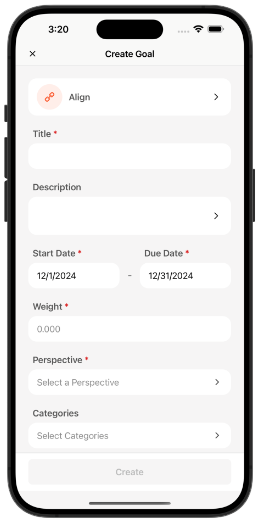 3:20
Create Goal
Align
Title *
Description
Start Date * Due Date *
12/1/2024 - 12/31/2024
Weight *
0.000
Perspective *
Select a Perspective
Categories
Select Categories
Create